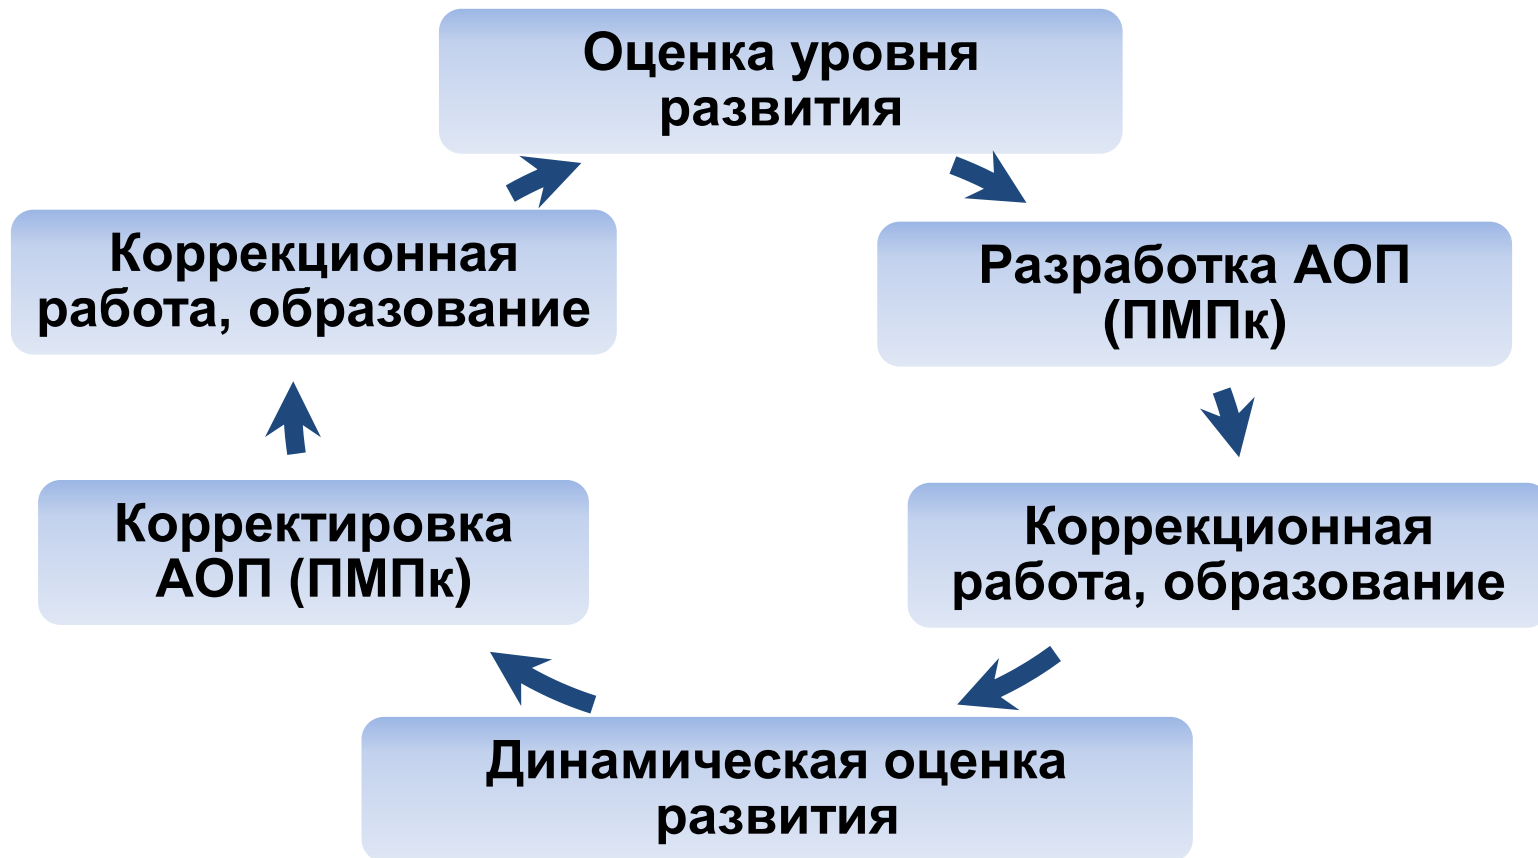 Оценка уровня
развития
Разработка АОП
(ПМПк)
Коррекционная
работа, образование
Динамическая оценка
развития
Корректировка
АОП (ПМПк)
Коррекционная
работа, образование